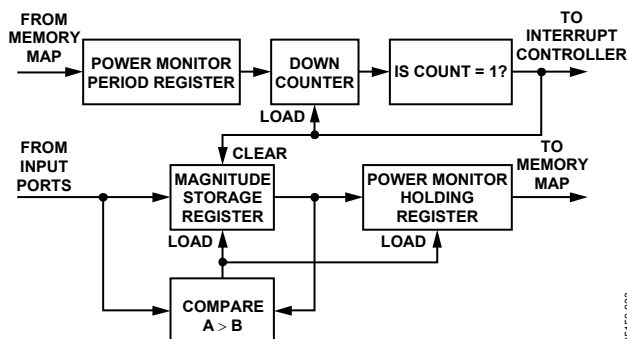 FROM
MEMORY
MAP
POWER MONITOR
PERIOD REGISTER
DOWN
COUNTER
IS COUNT = 1?
TO
INTERRUPT
CONTROLLER
LOAD
CLEAR
FROM
INPUT
PORTS
MAGNITUDE
STORAGE
REGISTER
POWER MONITOR
HOLDING
REGISTER
TO
MEMORY
MAP
LOAD
LOAD
COMPARE
A > B